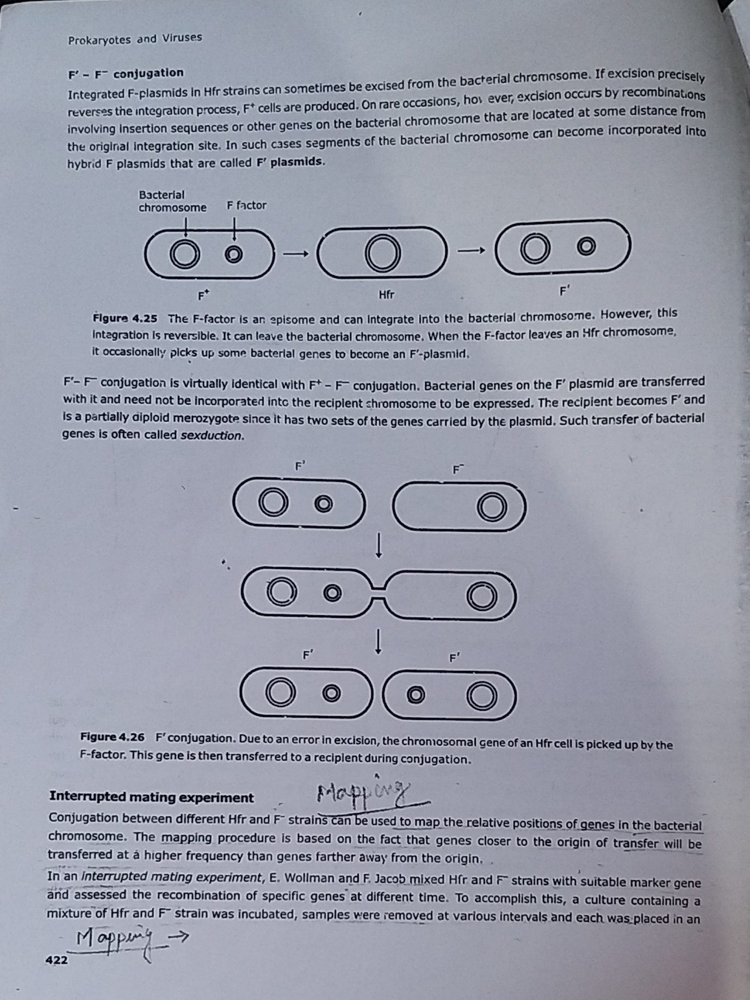 Prokaryotes and Viruses
F′ – F⁻ conjugation
Integrated F-plasmids in Hfr strains can sometimes be excised from the bacterial chromosome. If excision precisely
reverses the integration process, F⁺ cells are produced. On rare occasions, however, excision occurs by recombinations
involving insertion sequences or other genes on the bacterial chromosome that are located at some distance from
the original integration site. In such cases segments of the bacterial chromosome can become incorporated into
hybrid F plasmids that are called F′ plasmids.
Bacterial
chromosome F factor
F⁺ Hfr F′
Figure 4.25 The F-factor is an episome and can integrate into the bacterial chromosome. However, this
integration is reversible. It can leave the bacterial chromosome. When the F-factor leaves an Hfr chromosome,
it occasionally picks up some bacterial genes to become an F′-plasmid.
F′– F⁻ conjugation is virtually identical with F⁺ – F⁻ conjugation. Bacterial genes on the F′ plasmid are transferred
with it and need not be incorporated into the recipient chromosome to be expressed. The recipient becomes F′ and
is a partially diploid merozygote since it has two sets of the genes carried by the plasmid. Such transfer of bacterial
genes is often called sexduction.
F′ F⁻
F′ F′
Figure 4.26 F′ conjugation. Due to an error in excision, the chromosomal gene of an Hfr cell is picked up by the
F-factor. This gene is then transferred to a recipient during conjugation.
Interrupted mating experiment Mapping
Conjugation between different Hfr and F⁻ strains can be used to map the relative positions of genes in the bacterial
chromosome. The mapping procedure is based on the fact that genes closer to the origin of transfer will be
transferred at a higher frequency than genes farther away from the origin.
In an interrupted mating experiment, E. Wollman and F. Jacob mixed Hfr and F⁻ strains with suitable marker gene
and assessed the recombination of specific genes at different time. To accomplish this, a culture containing a
mixture of Hfr and F⁻ strain was incubated, samples were removed at various intervals and each was placed in an
Mapping →
422